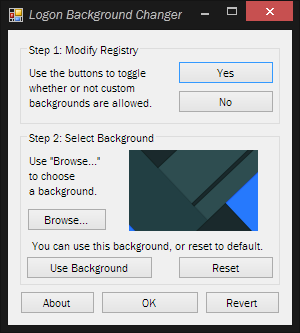 Logon Background Changer
Step 1: Modify Registry
Use the buttons to toggle
whether or not custom
backgrounds are allowed.
Yes
No
Step 2: Select Background
Use "Browse..."
to choose
a background.
Browse...
You can use this background, or reset to default.
Use Background
Reset
About
OK
Revert